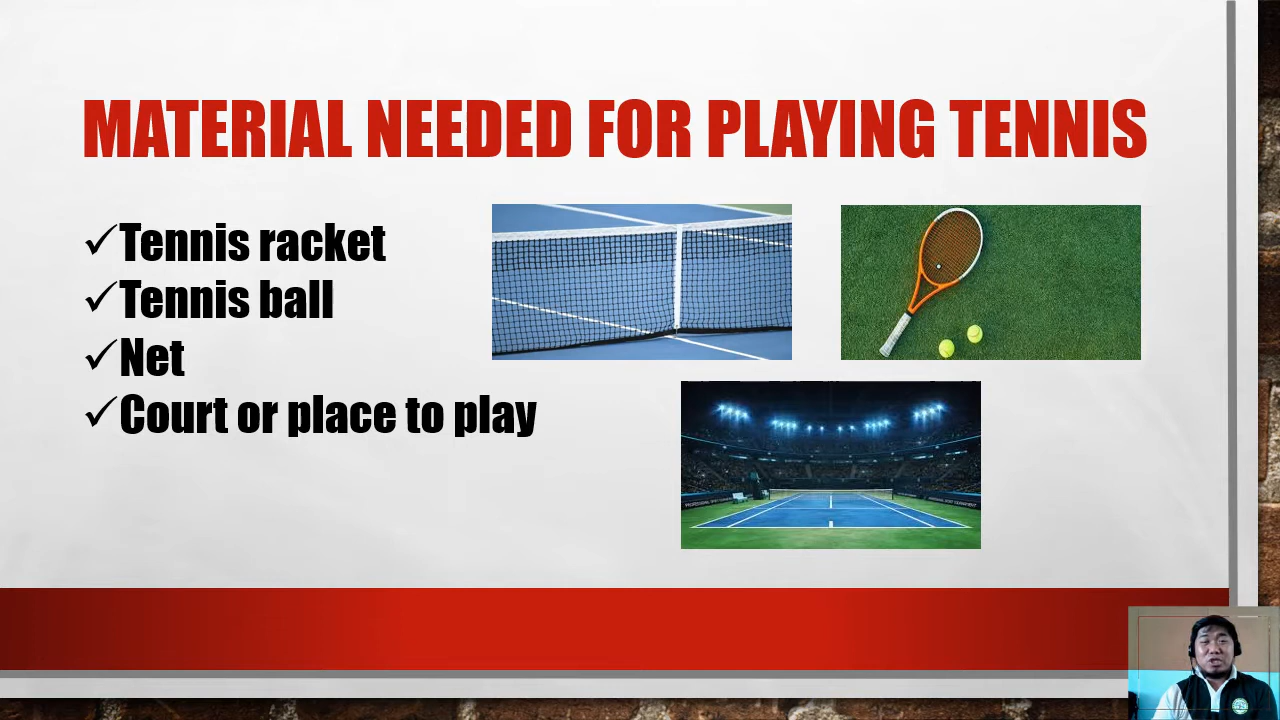 MATERIAL NEEDED FOR PLAYING TENNIS
✓Tennis racket
✓Tennis ball
✓Net
✓Court or place to play